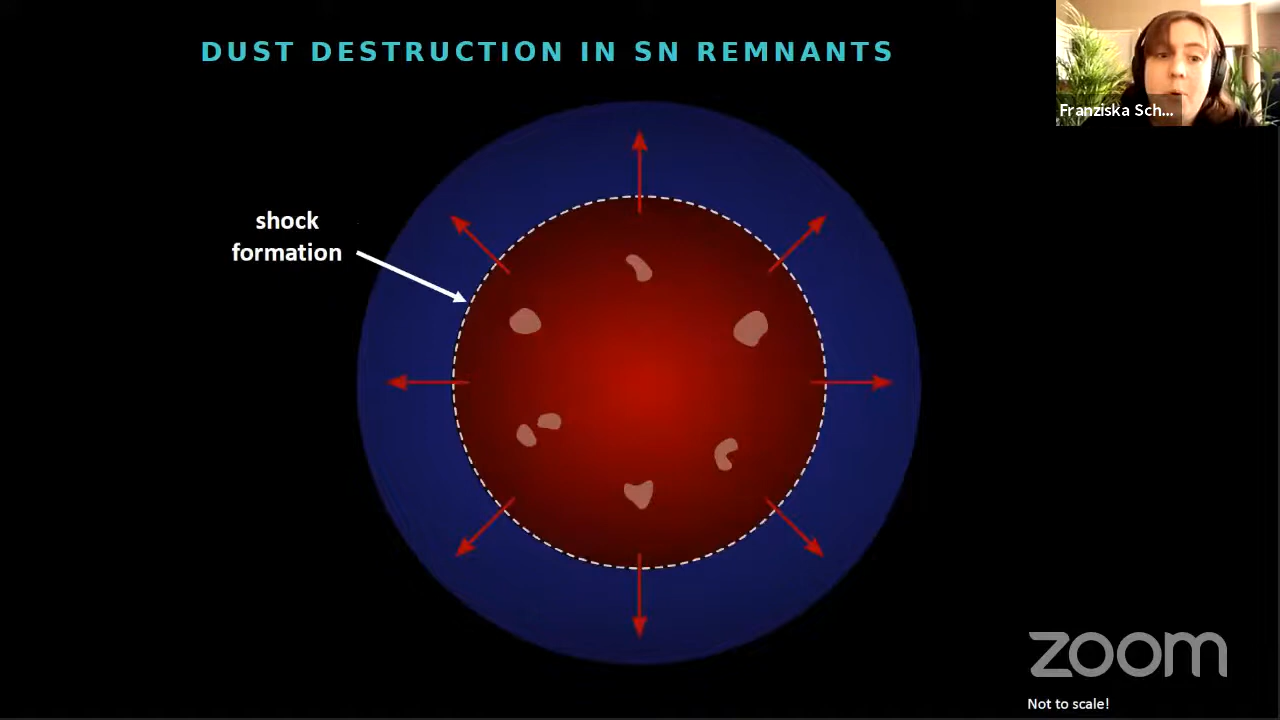 DUST DESTRUCTION IN SN REMNANTS
Franziska Sch...
shock
formation
zoom
Not to scale!